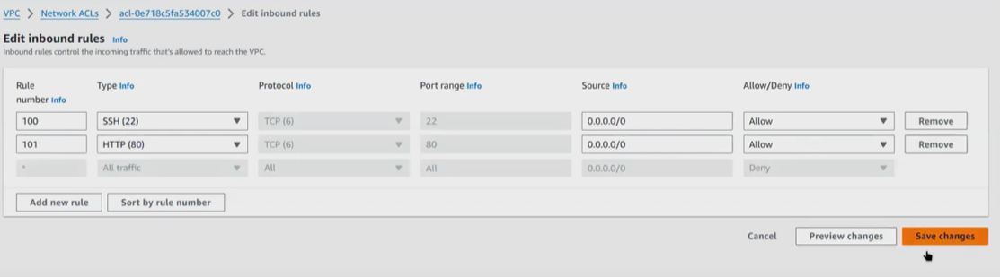 VPC > Network ACLs > acl-0e718c5fa534007c0 > Edit inbound rules
Edit inbound rules Info
Inbound rules control the incoming traffic that's allowed to reach the VPC.
Rule number Info Type Info Protocol Info Port range Info Source Info Allow/Deny Info
100 SSH (22) TCP (6) 22 0.0.0.0/0 Allow Remove
101 HTTP (80) TCP (6) 80 0.0.0.0/0 Allow Remove
* All traffic All All 0.0.0.0/0 Deny
Add new rule Sort by rule number
Cancel Preview changes Save changes